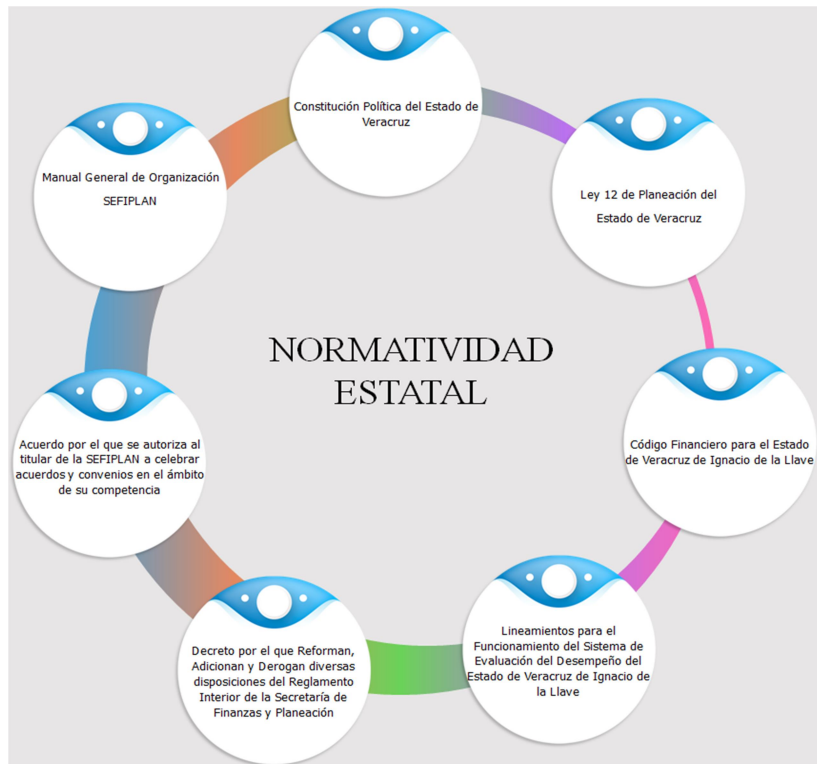 Constitución Política del Estado de
Veracruz
Ley 12 de Planeación del
Estado de Veracruz
Código Financiero para el Estado
de Veracruz de Ignacio de la Llave
Lineamientos para el
Funcionamiento del Sistema de
Evaluación del Desempeño del
Estado de Veracruz de Ignacio de
la Llave
Decreto por el que Reforman,
Adicionan y Derogan diversas
disposiciones del Reglamento
Interior de la Secretaría de
Finanzas y Planeación
Acuerdo por el que se autoriza al
titular de la SEFIPLAN a celebrar
acuerdos y convenios en el ámbito
de su competencia
Manual General de Organización
SEFIPLAN
NORMATIVIDAD
ESTATAL